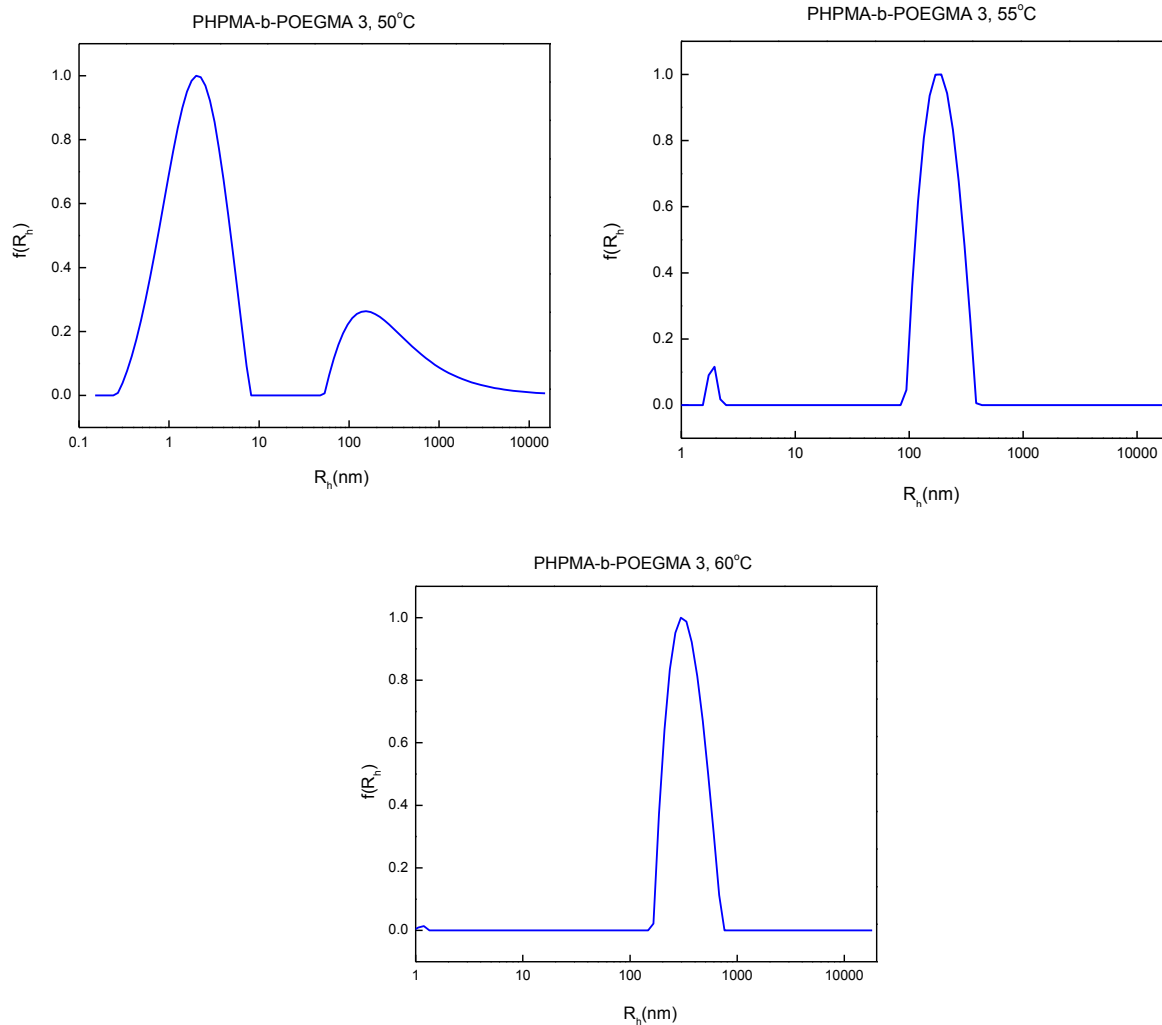 PHPMA-b-POEGMA 3, 50°C
1.0
0.8
0.6
0.4
0.2
0.0
f(Rₕ)
0.1 1 10 100 1000 10000
Rₕ(nm)
PHPMA-b-POEGMA 3, 55°C
1.0
0.8
0.6
0.4
0.2
0.0
f(Rₕ)
1 10 100 1000 10000
Rₕ(nm)
PHPMA-b-POEGMA 3, 60°C
1.0
0.8
0.6
0.4
0.2
0.0
f(Rₕ)
1 10 100 1000 10000
Rₕ(nm)